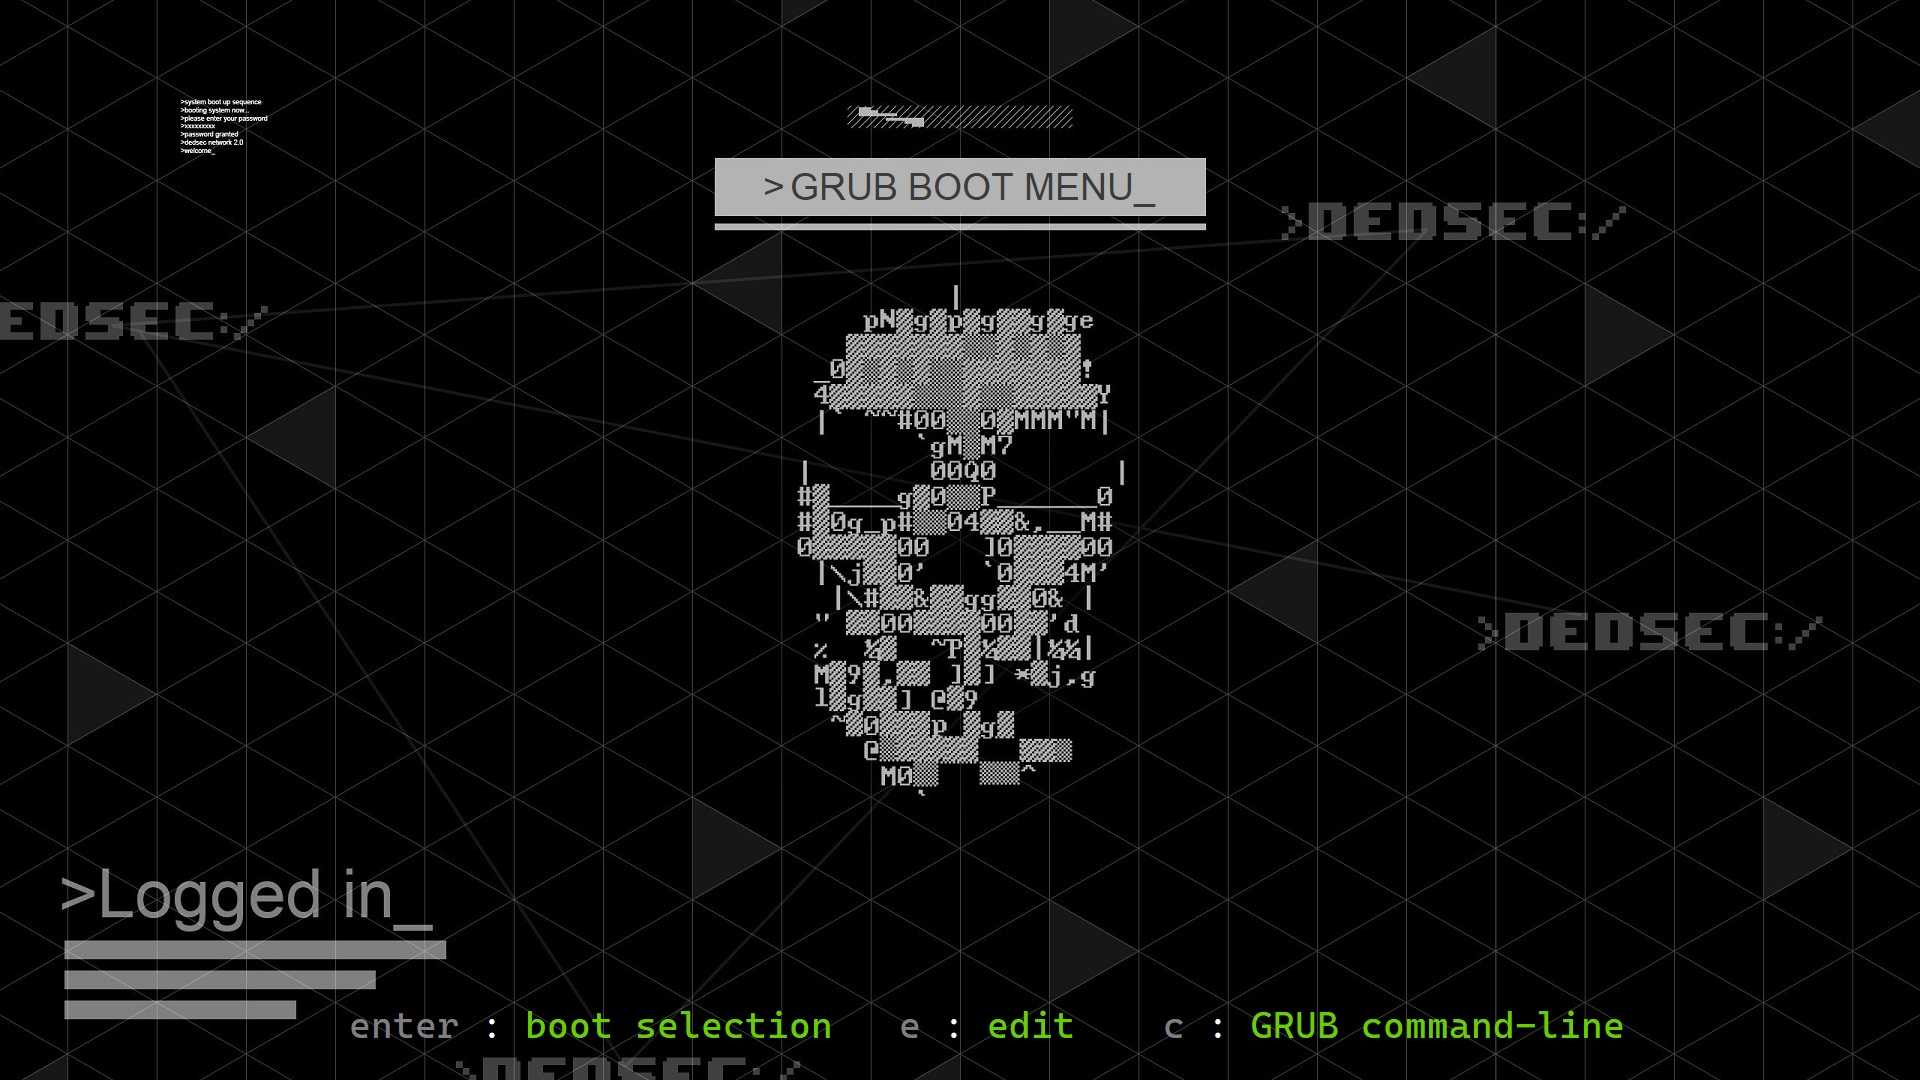 >system boot up sequence
>booting system now...
>please enter your password
>xxxxxxxxx
>password granted
>dedsec network 2.0
>welcome_
>GRUB BOOT MENU_
>DEDSEC:/
EDSEC:/
>DEDSEC:/
>Logged in_
enter : boot selection e : edit c : GRUB command-line
>DEDSEC:/